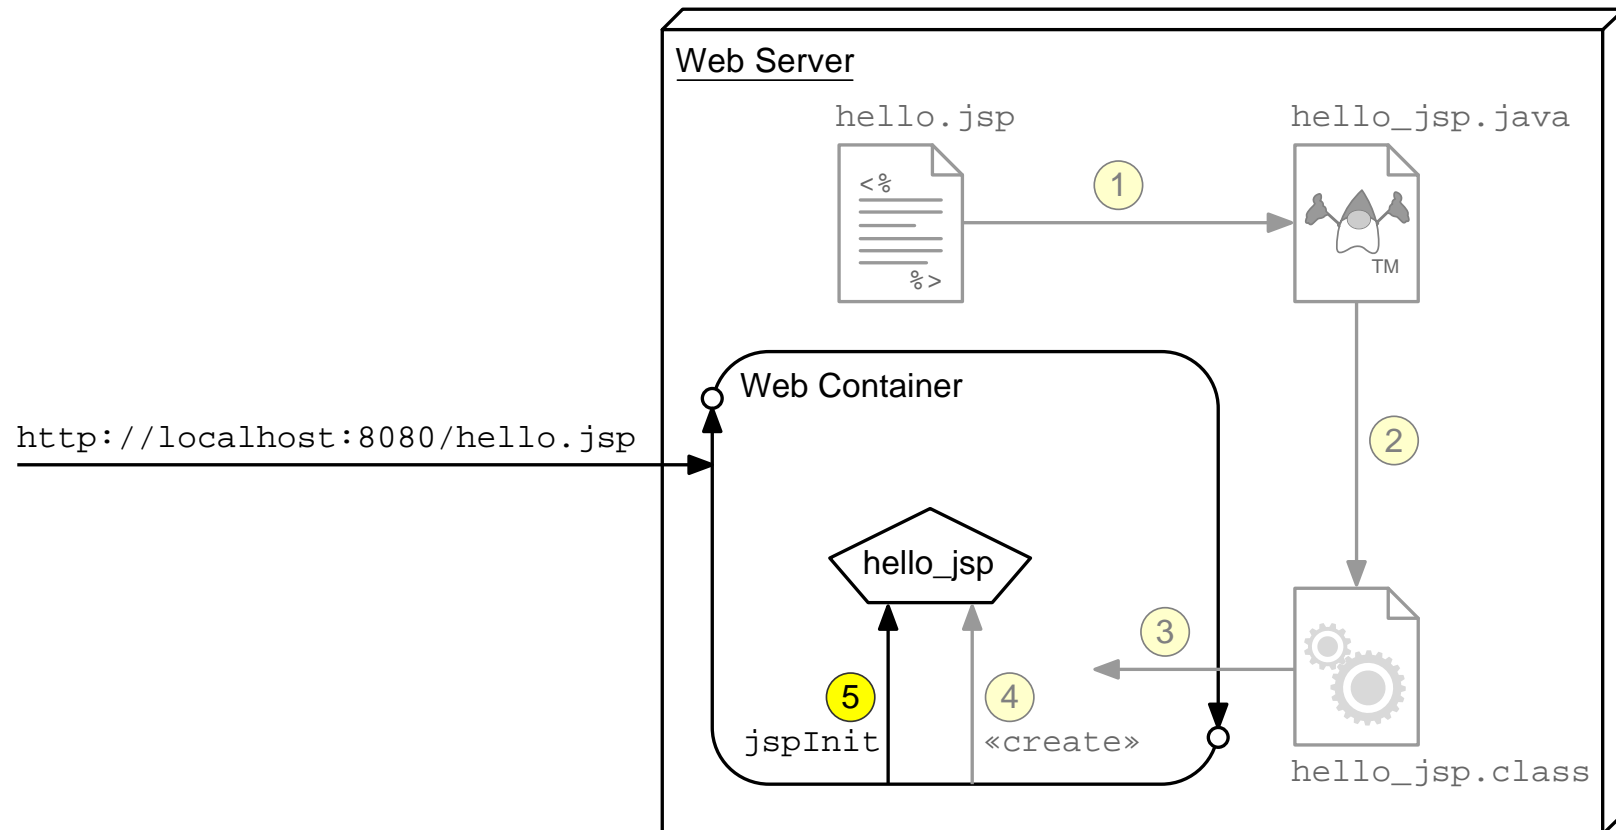 Web Server
hello.jsp
hello_jsp.java
<%
%>
1
TM
Web Container
http://localhost:8080/hello.jsp
2
hello_jsp
3
5
4
jspInit
«create»
hello_jsp.class